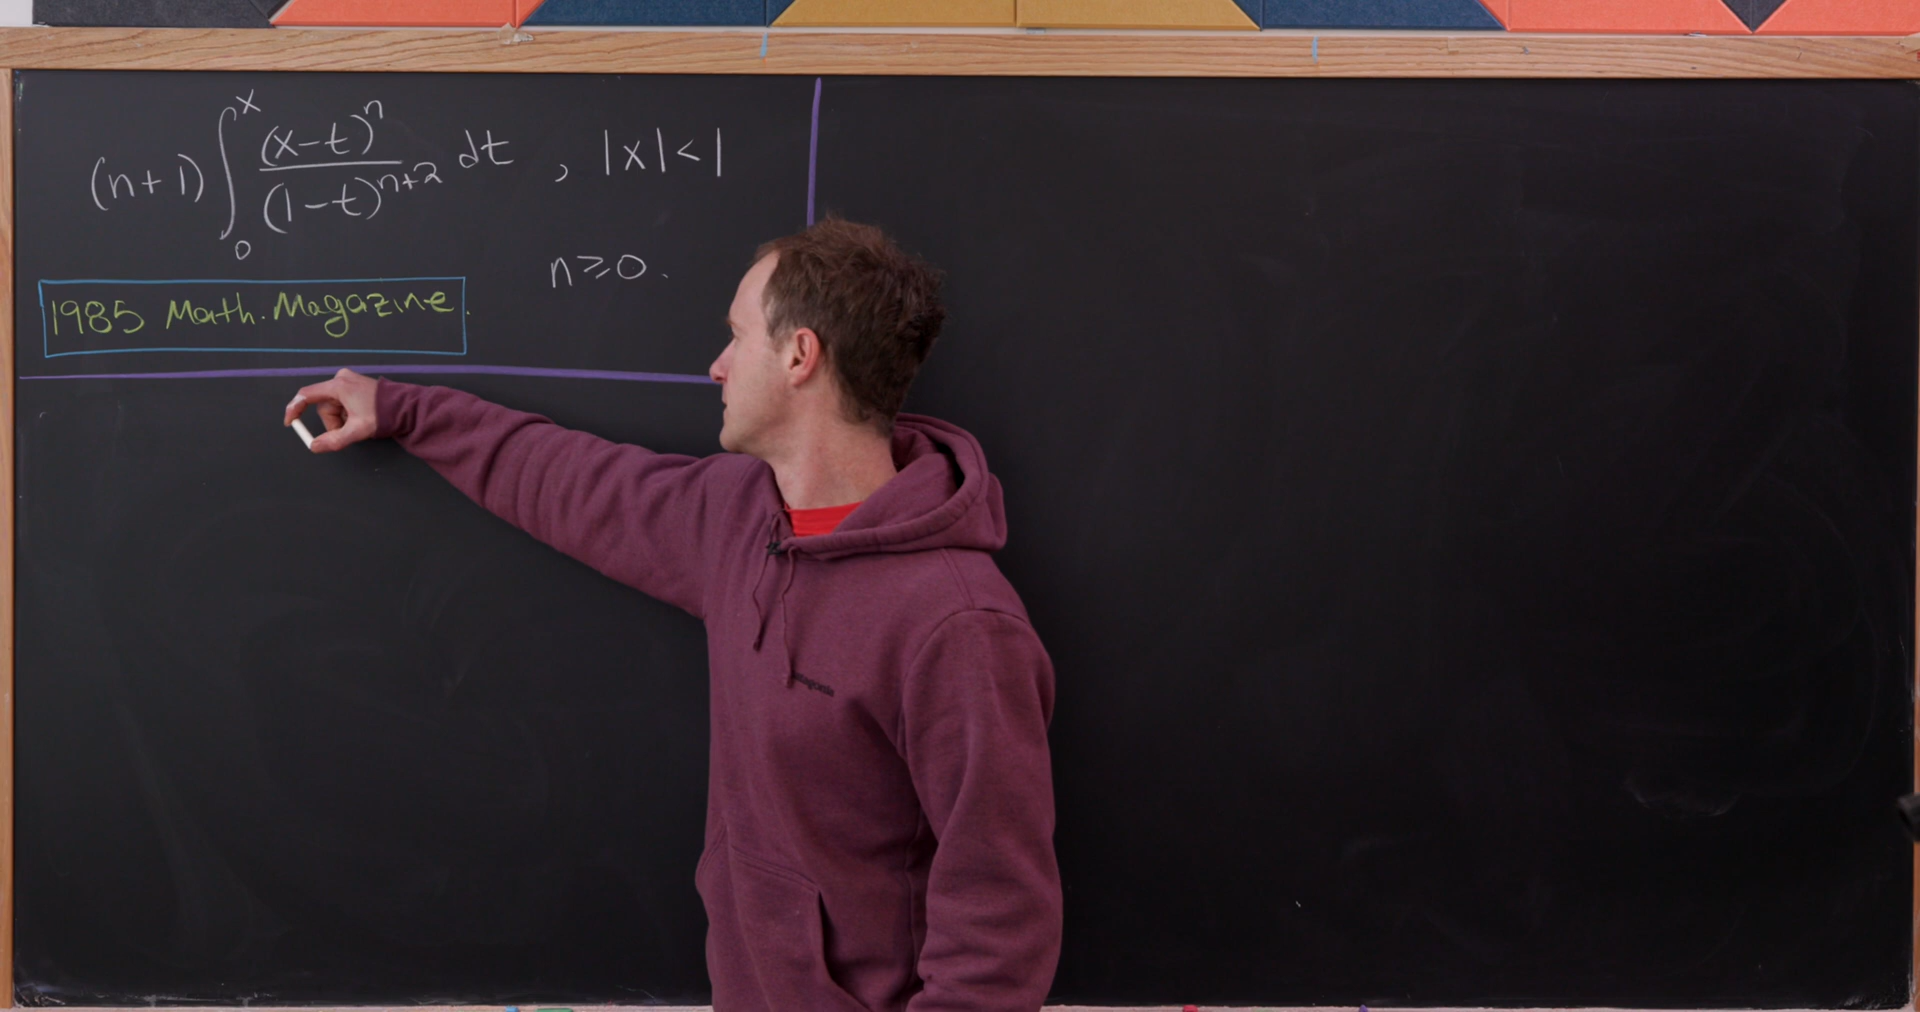 (n+1) ∫₀ˣ (x-t)ⁿ / (1-t)ⁿ⁺² dt , |x| < 1
n ≥ 0.
1985 Math. Magazine.